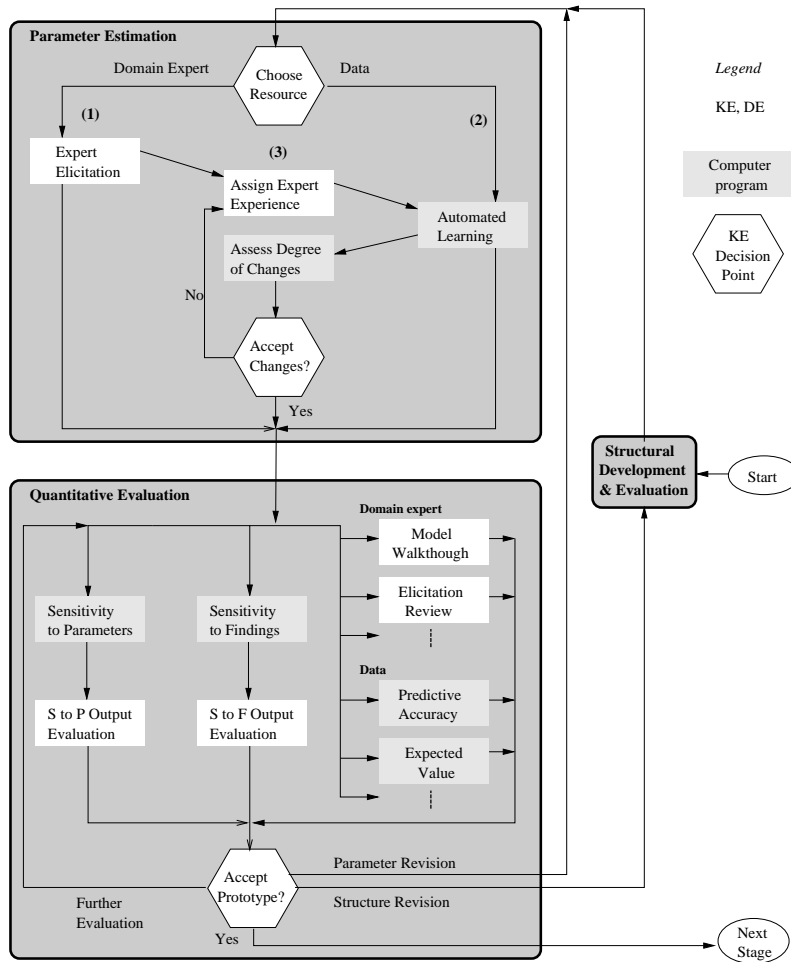 Parameter Estimation
Domain Expert
Choose
Resource
Data
(1)
(2)
(3)
Expert
Elicitation
Assign Expert
Experience
Automated
Learning
Assess Degree
of Changes
No
Accept
Changes?
Yes
Legend
KE, DE
Computer
program
KE
Decision
Point
Structural
Development
& Evaluation
Start
Quantitative Evaluation
Domain expert
Model
Walkthough
Elicitation
Review
Sensitivity
to Parameters
Sensitivity
to Findings
Data
Predictive
Accuracy
S to P Output
Evaluation
S to F Output
Evaluation
Expected
Value
Accept
Prototype?
Parameter Revision
Structure Revision
Further
Evaluation
Yes
Next
Stage